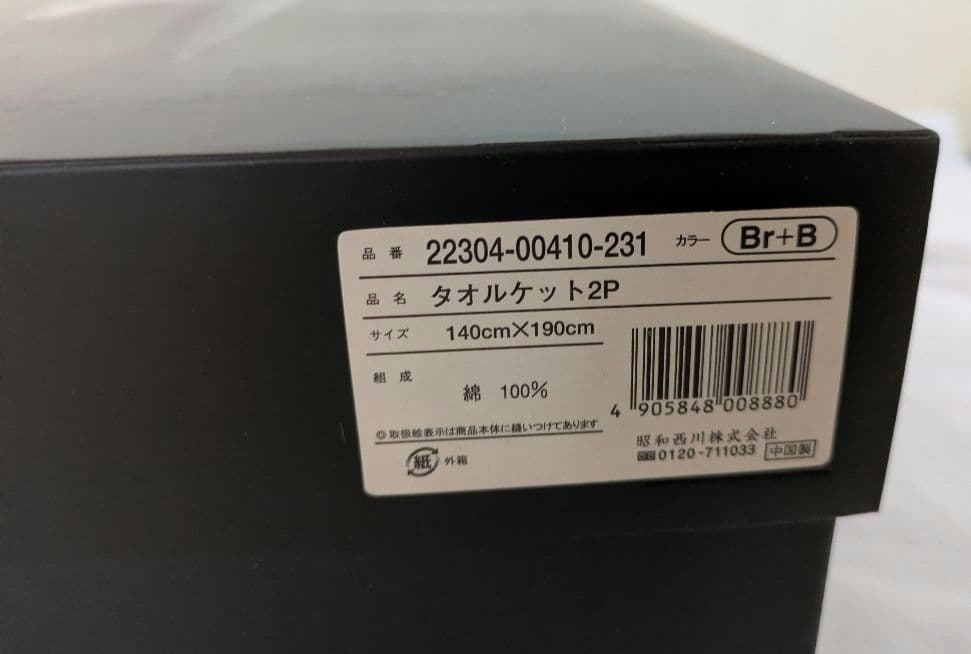 品番 22304-00410-231 カラー Br+B
品名 タオルケット2P
サイズ 140cm×190cm
組成
綿 100%
◎取扱絵表示は商品本体に縫いつけてあります
紙 外箱
4 905848 008880
昭和西川株式会社
0120-711033 中国製